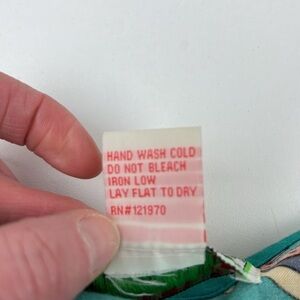 HAND WASH COLD
DO NOT BLEACH
IRON LOW
LAY FLAT TO DRY
RN#121970